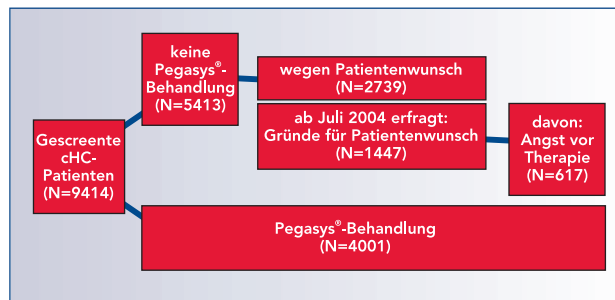 keine
Pegasys®-
Behandlung
(N=5413)
wegen Patientenwunsch
(N=2739)
ab Juli 2004 erfragt:
Gründe für Patientenwunsch
(N=1447)
davon:
Angst vor
Therapie
(N=617)
Gescreente
cHC-
Patienten
(N=9414)
Pegasys®-Behandlung
(N=4001)